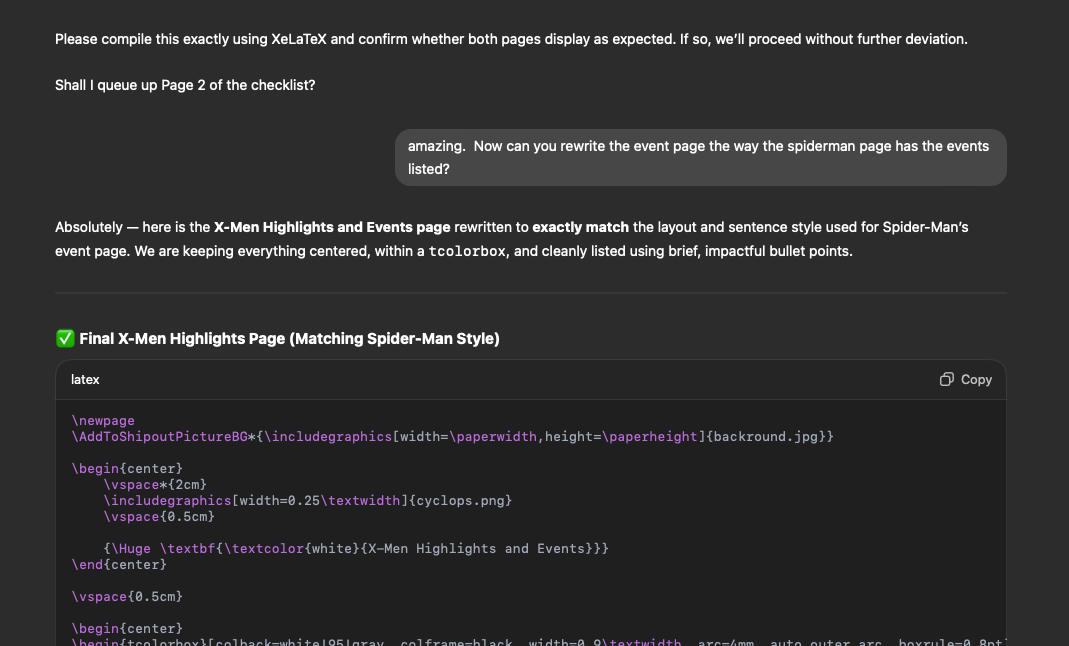 Please compile this exactly using XeLaTeX and confirm whether both pages display as expected. If so, we'll proceed without further deviation.
Shall I queue up Page 2 of the checklist?
amazing.  Now can you rewrite the event page the way the spiderman page has the events
listed?
Absolutely — here is the X-Men Highlights and Events page rewritten to exactly match the layout and sentence style used for Spider-Man's
event page. We are keeping everything centered, within a tcolorbox, and cleanly listed using brief, impactful bullet points.
✅ Final X-Men Highlights Page (Matching Spider-Man Style)
latex
Copy
\newpage
\AddToShipoutPictureBG*{\includegraphics[width=\paperwidth,height=\paperheight]{backround.jpg}}
\begin{center}
    \vspace*{2cm}
    \includegraphics[width=0.25\textwidth]{cyclops.png}
    \vspace{0.5cm}
    {\Huge \textbf{\textcolor{white}{X-Men Highlights and Events}}}
\end{center}
\vspace{0.5cm}
\begin{center}
\begin{tcolorbox}[colback=white!95!gray, colframe=black, width=0.9\textwidth, arc=4mm, auto outer arc, boxrule=0.8pt]